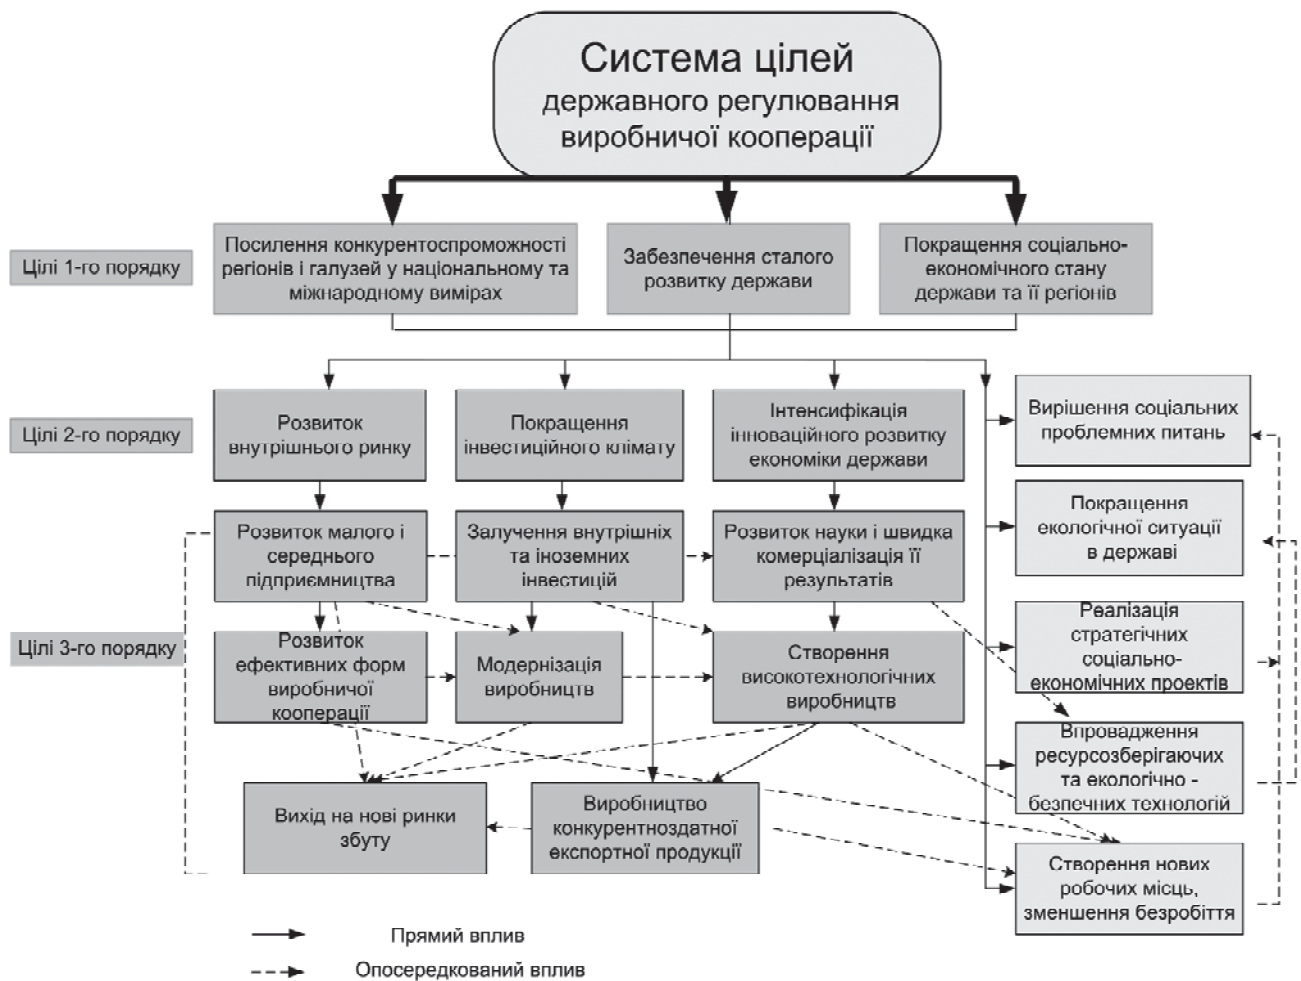 Система цілей
державного регулювання
виробничої кооперації
Цілі 1-го порядку
Посилення конкурентоспроможності
регіонів і галузей у національному та
міжнародному вимірах
Забезпечення сталого
розвитку держави
Покращення соціально-
економічного стану
держави та її регіонів
Цілі 2-го порядку
Розвиток
внутрішнього ринку
Покращення
інвестиційного клімату
Інтенсифікація
інноваційного розвитку
економіки держави
Вирішення соціальних
проблемних питань
Розвиток малого і
середнього
підприємництва
Залучення внутрішніх
та іноземних
інвестицій
Розвиток науки і швидка
комерціалізація її
результатів
Покращення
екологічної ситуації
в державі
Цілі 3-го порядку
Розвиток
ефективних форм
виробничої
кооперації
Модернізація
виробництв
Створення
високотехнологічних
виробництв
Реалізація
стратегічних
соціально-
економічних проектів
Впровадження
ресурсозберігаючих
та екологічно -
безпечних технологій
Вихід на нові ринки
збуту
Виробництво
конкурентноздатної
експортної продукції
Створення нових
робочих місць,
зменшення безробіття
Прямий вплив
Опосередкований вплив